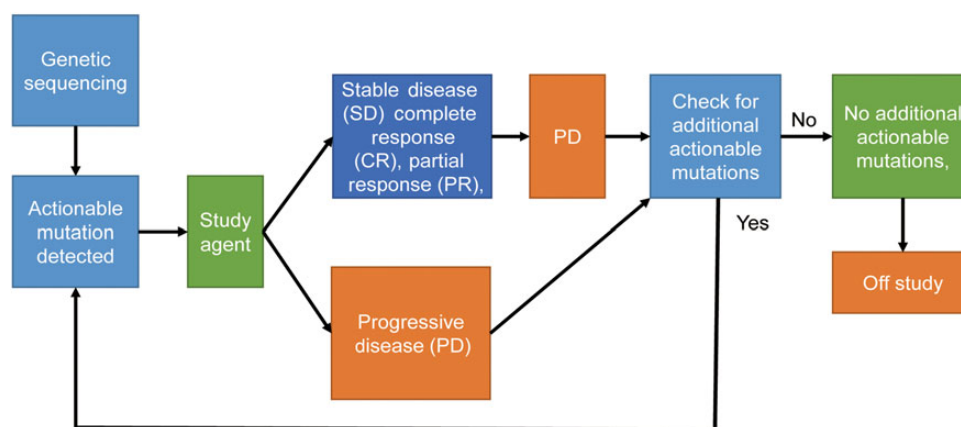 Genetic
sequencing
Actionable
mutation
detected
Study
agent
Stable disease
(SD) complete
response
(CR), partial
response (PR),
Progressive
disease (PD)
PD
Check for
additional
actionable
mutations
No
Yes
No additional
actionable
mutations,
Off study